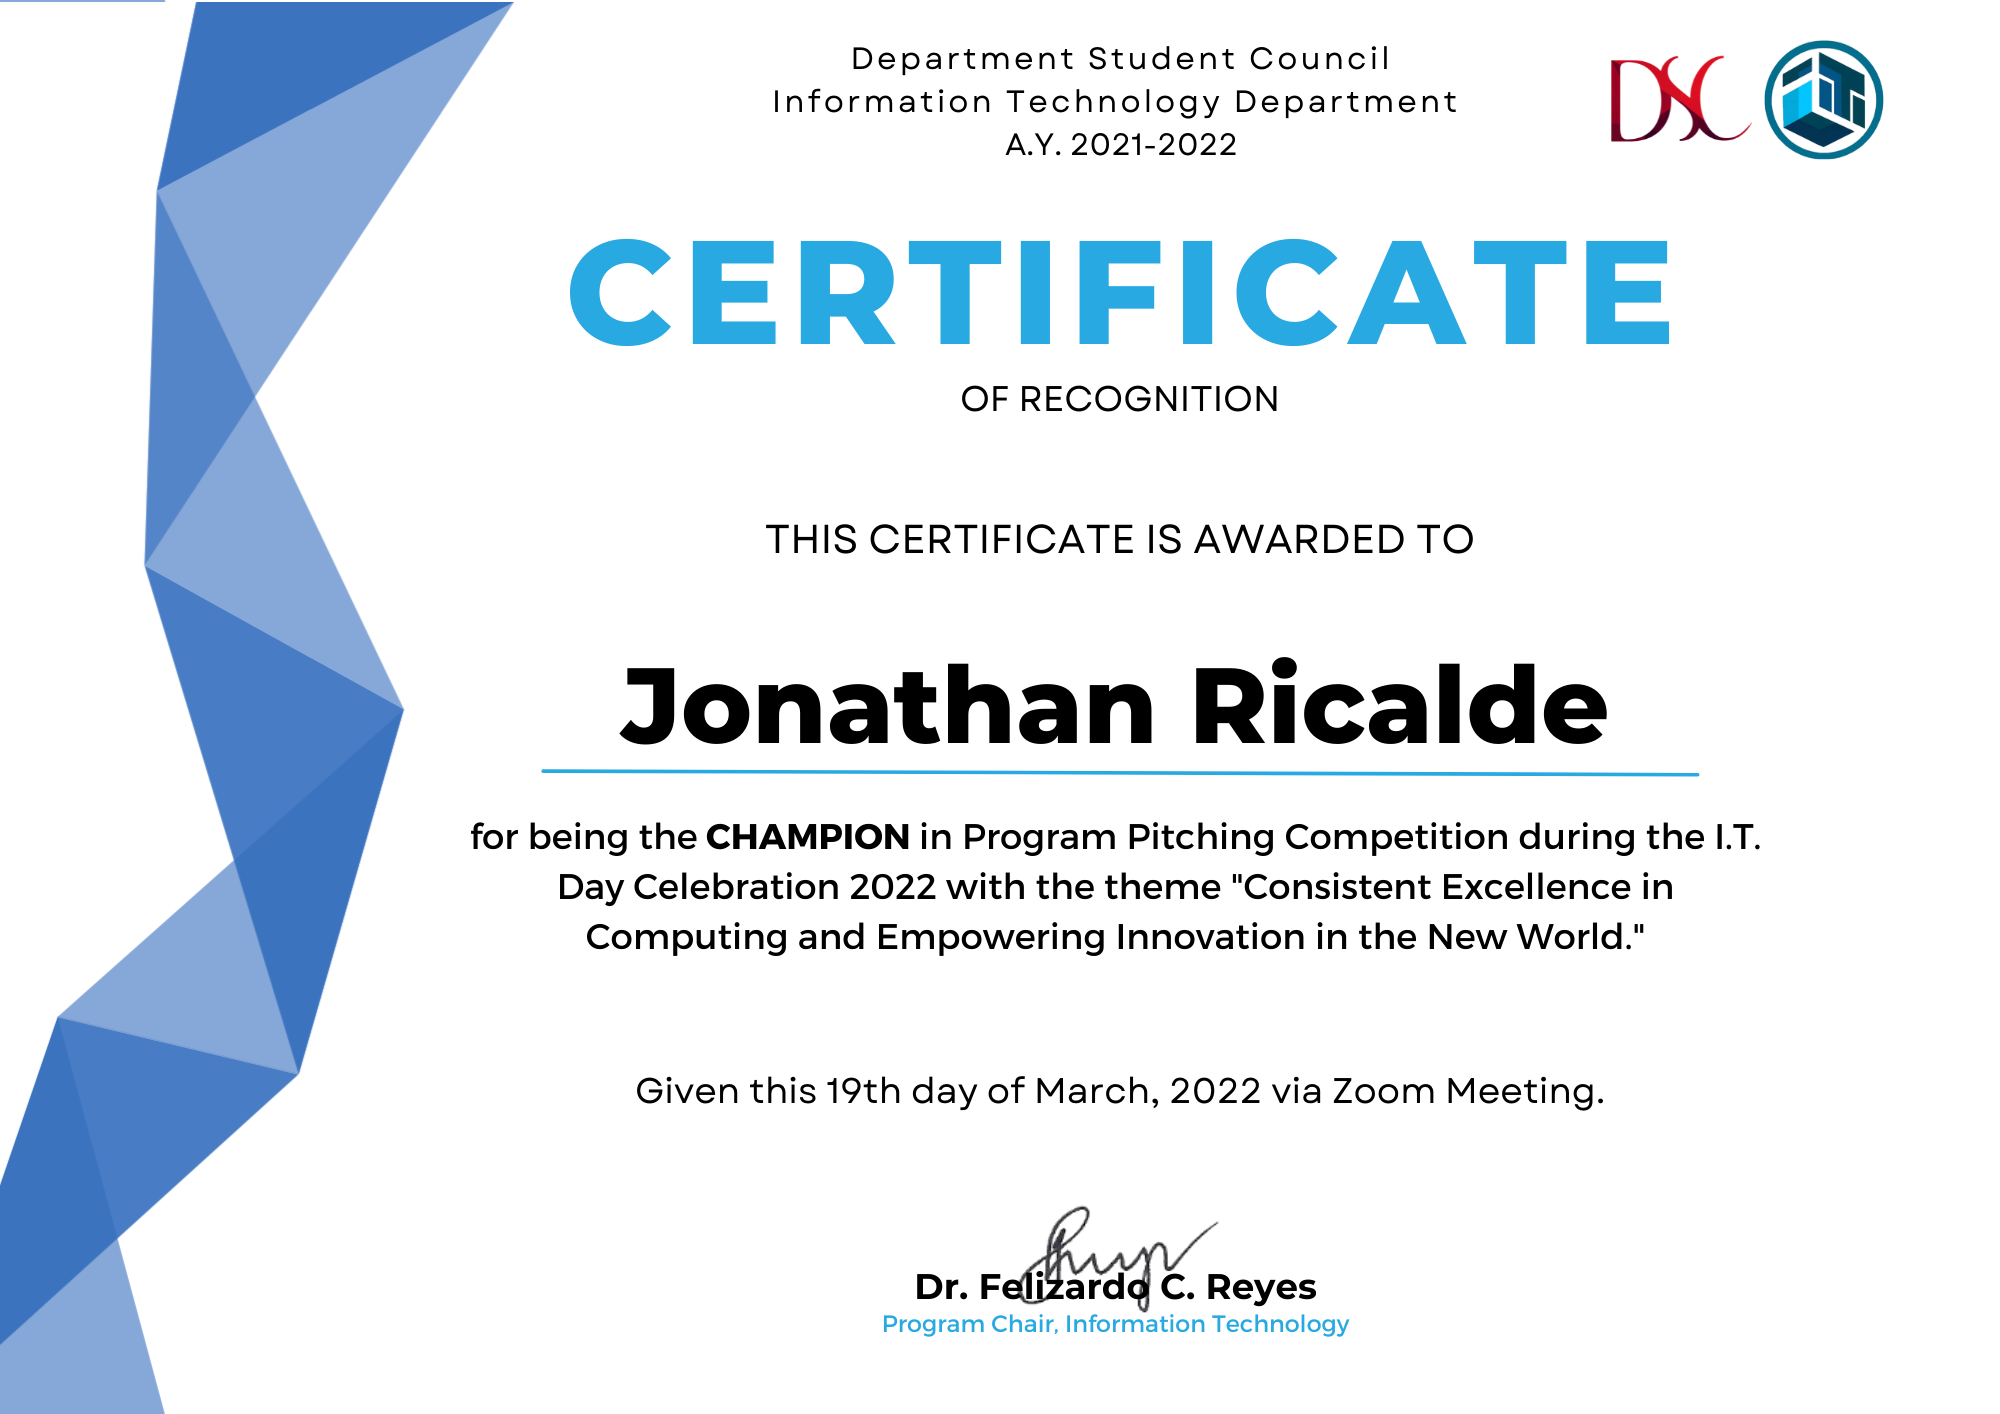 Department Student Council
Information Technology Department
A.Y. 2021-2022
DSC
CERTIFICATE
OF RECOGNITION
THIS CERTIFICATE IS AWARDED TO
Jonathan Ricalde
for being the CHAMPION in Program Pitching Competition during the I.T.
Day Celebration 2022 with the theme "Consistent Excellence in
Computing and Empowering Innovation in the New World."
Given this 19th day of March, 2022 via Zoom Meeting.
Dr. Felizardo C. Reyes
Program Chair, Information Technology